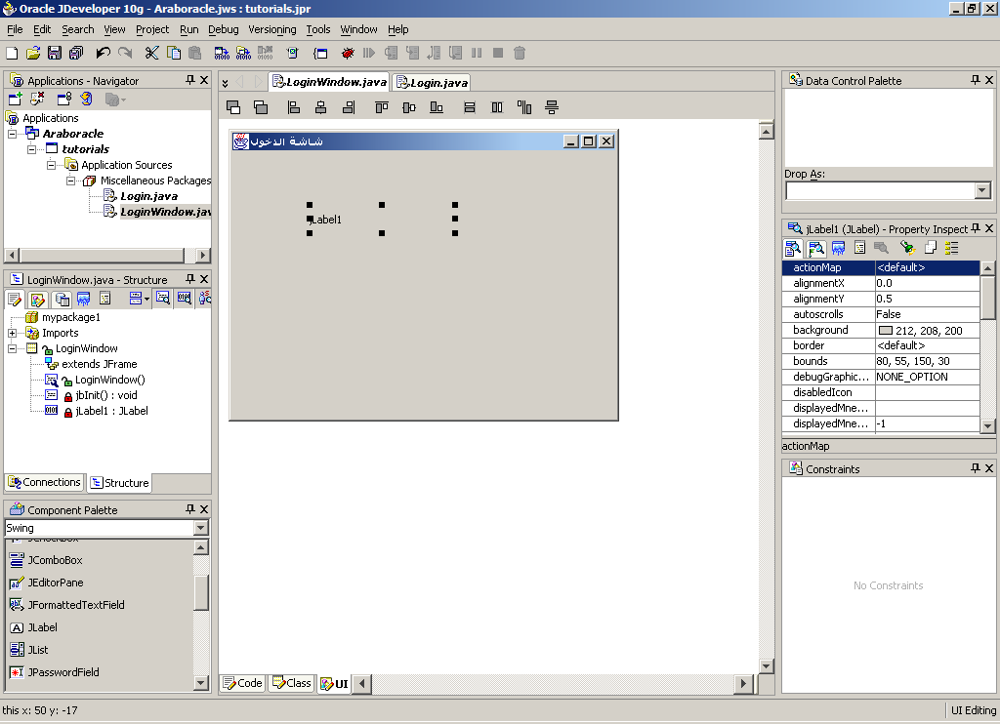 Oracle JDeveloper 10g - Araboracle.jws : tutorials.jpr
File Edit Search View Project Run Debug Versioning Tools Window Help
Applications - Navigator
Applications
Araboracle
tutorials
Application Sources
Miscellaneous Packages
Login.java
LoginWindow.jav
LoginWindow.java - Structure
mypackage1
Imports
LoginWindow
extends JFrame
LoginWindow()
jbInit() : void
jLabel1 : JLabel
Connections Structure
Component Palette
Swing
JCheckBox
JComboBox
JEditorPane
JFormattedTextField
JLabel
JList
JPasswordField
LoginWindow.java Login.java
شاشة الدخول
jLabel1
Code Class UI
Data Control Palette
Drop As:
jLabel1 (JLabel) - Property Inspect
actionMap <default>
alignmentX 0.0
alignmentY 0.5
autoscrolls False
background 212, 208, 200
border <default>
bounds 80, 55, 150, 30
debugGraphic... NONE_OPTION
disabledIcon
displayedMne...
displayedMne... -1
actionMap
Constraints
No Constraints
this x: 50 y: -17
UI Editing